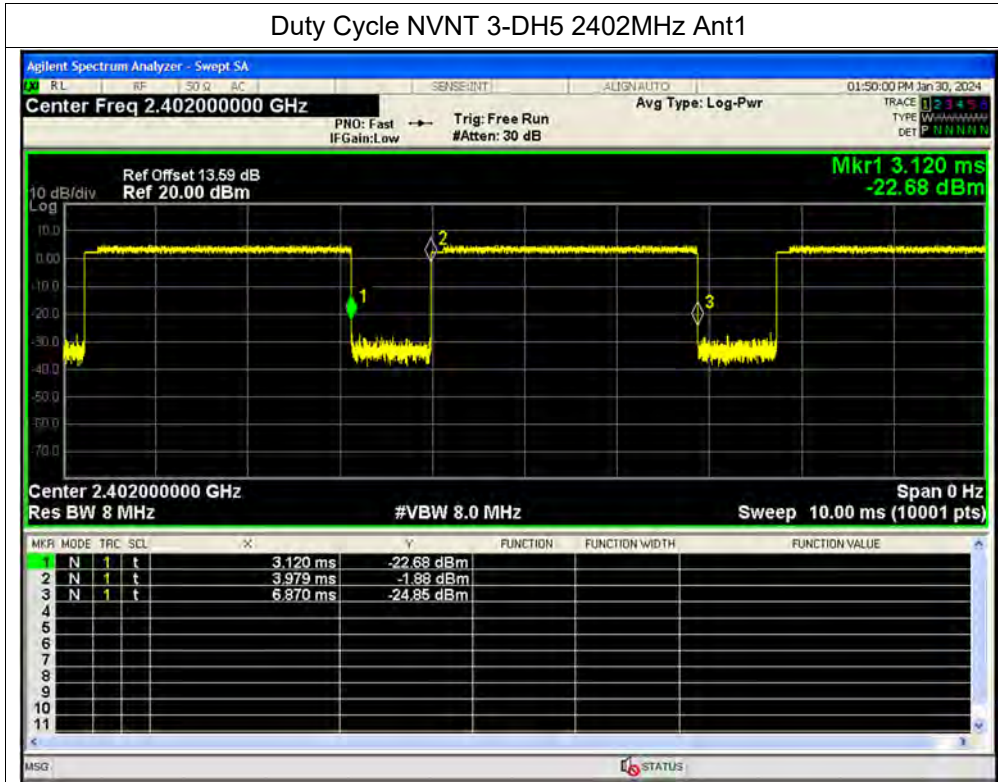 Duty Cycle NVNT 3-DH5 2402MHz Ant1
Agilent Spectrum Analyzer - Swept SA
LXI RL RF 50 Ω AC SENSE:INT ALIGN AUTO 01:50:00 PM Jan 30, 2024
Center Freq 2.402000000 GHz Avg Type: Log-Pwr TRACE 1 2 3 4 5 6
PNO: Fast Trig: Free Run TYPE W
IFGain:Low #Atten: 30 dB DET P N N N N N
Mkr1 3.120 ms
-22.68 dBm
Ref Offset 13.59 dB
10 dB/div Ref 20.00 dBm
Log
10.0
0.00
-10.0
-20.0
-30.0
-40.0
-50.0
-60.0
-70.0
1
2
3
Center 2.402000000 GHz Span 0 Hz
Res BW 8 MHz #VBW 8.0 MHz Sweep 10.00 ms (10001 pts)
MKR MODE TRC SCL X Y FUNCTION FUNCTION WIDTH FUNCTION VALUE
1 N 1 t 3.120 ms -22.68 dBm
2 N 1 t 3.979 ms -1.88 dBm
3 N 1 t 6.870 ms -24.85 dBm
4
5
6
7
8
9
10
11
MSG STATUS